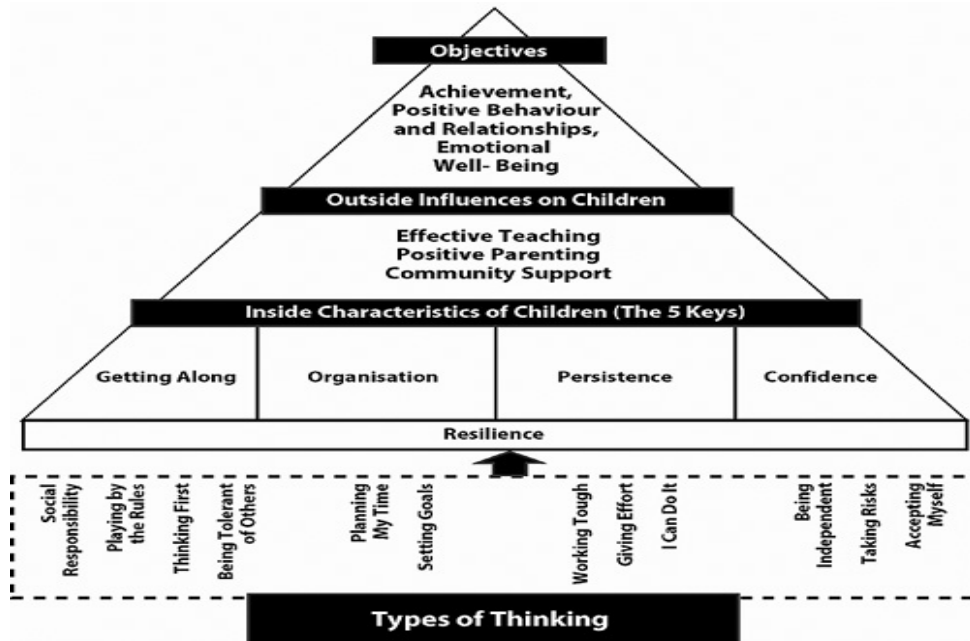 Objectives
Achievement,
Positive Behaviour
and Relationships,
Emotional
Well- Being
Outside Influences on Children
Effective Teaching
Positive Parenting
Community Support
Inside Characteristics of Children (The 5 Keys)
Getting Along
Organisation
Persistence
Confidence
Resilience
Social
Responsibility
Playing by
the Rules
Thinking First
Being Tolerant
of Others
Planning
My Time
Setting Goals
Working Tough
Giving Effort
I Can Do It
Being
Independent
Taking Risks
Accepting
Myself
Types of Thinking